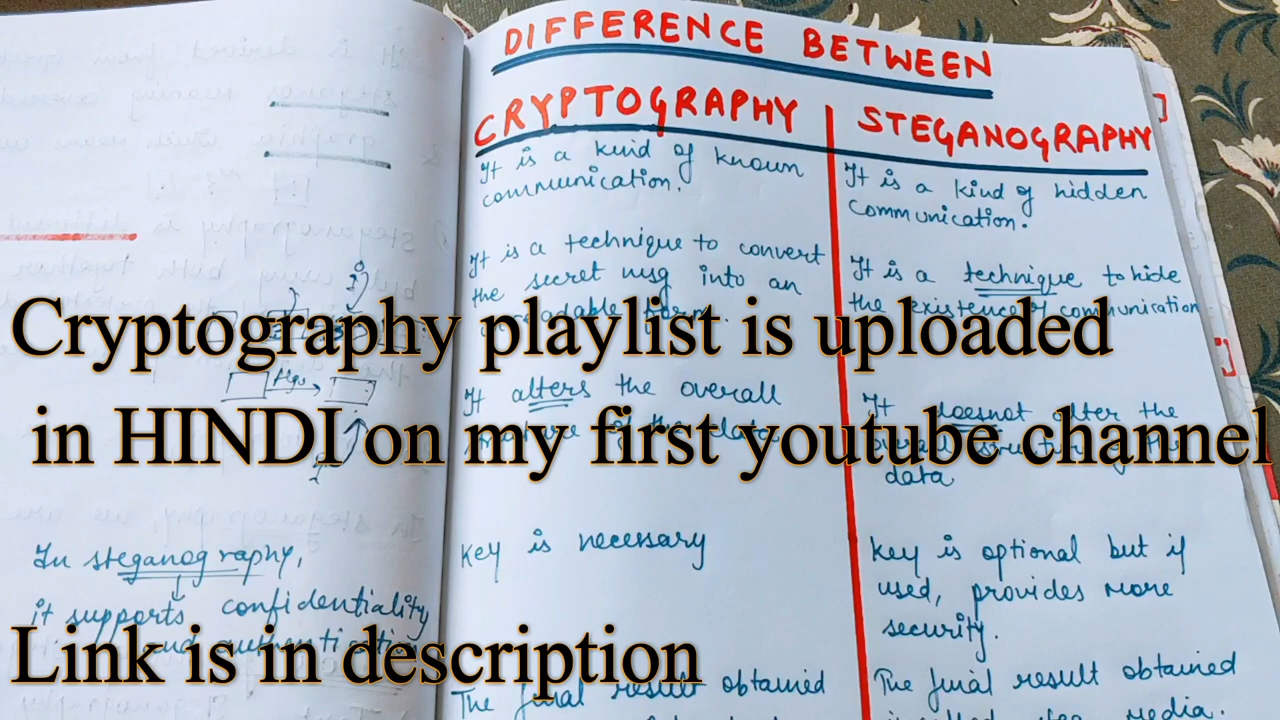 DIFFERENCE BETWEEN
CRYPTOGRAPHY
It is a kind of known
communication.
It is a technique to convert
the secret msg into an
It alters the overall
Key is necessary
The final result obtained
STEGANOGRAPHY
It is a kind of hidden
communication.
It is a technique to hide
the existence of communication
It doesnot alter the
data
Key is optional but if
used, provides more
security.
The final result obtained
media.
In steganography,
it supports confidentiality
and authentication
Msg
Cryptography playlist is uploaded
in HINDI on my first youtube channel
Link is in description